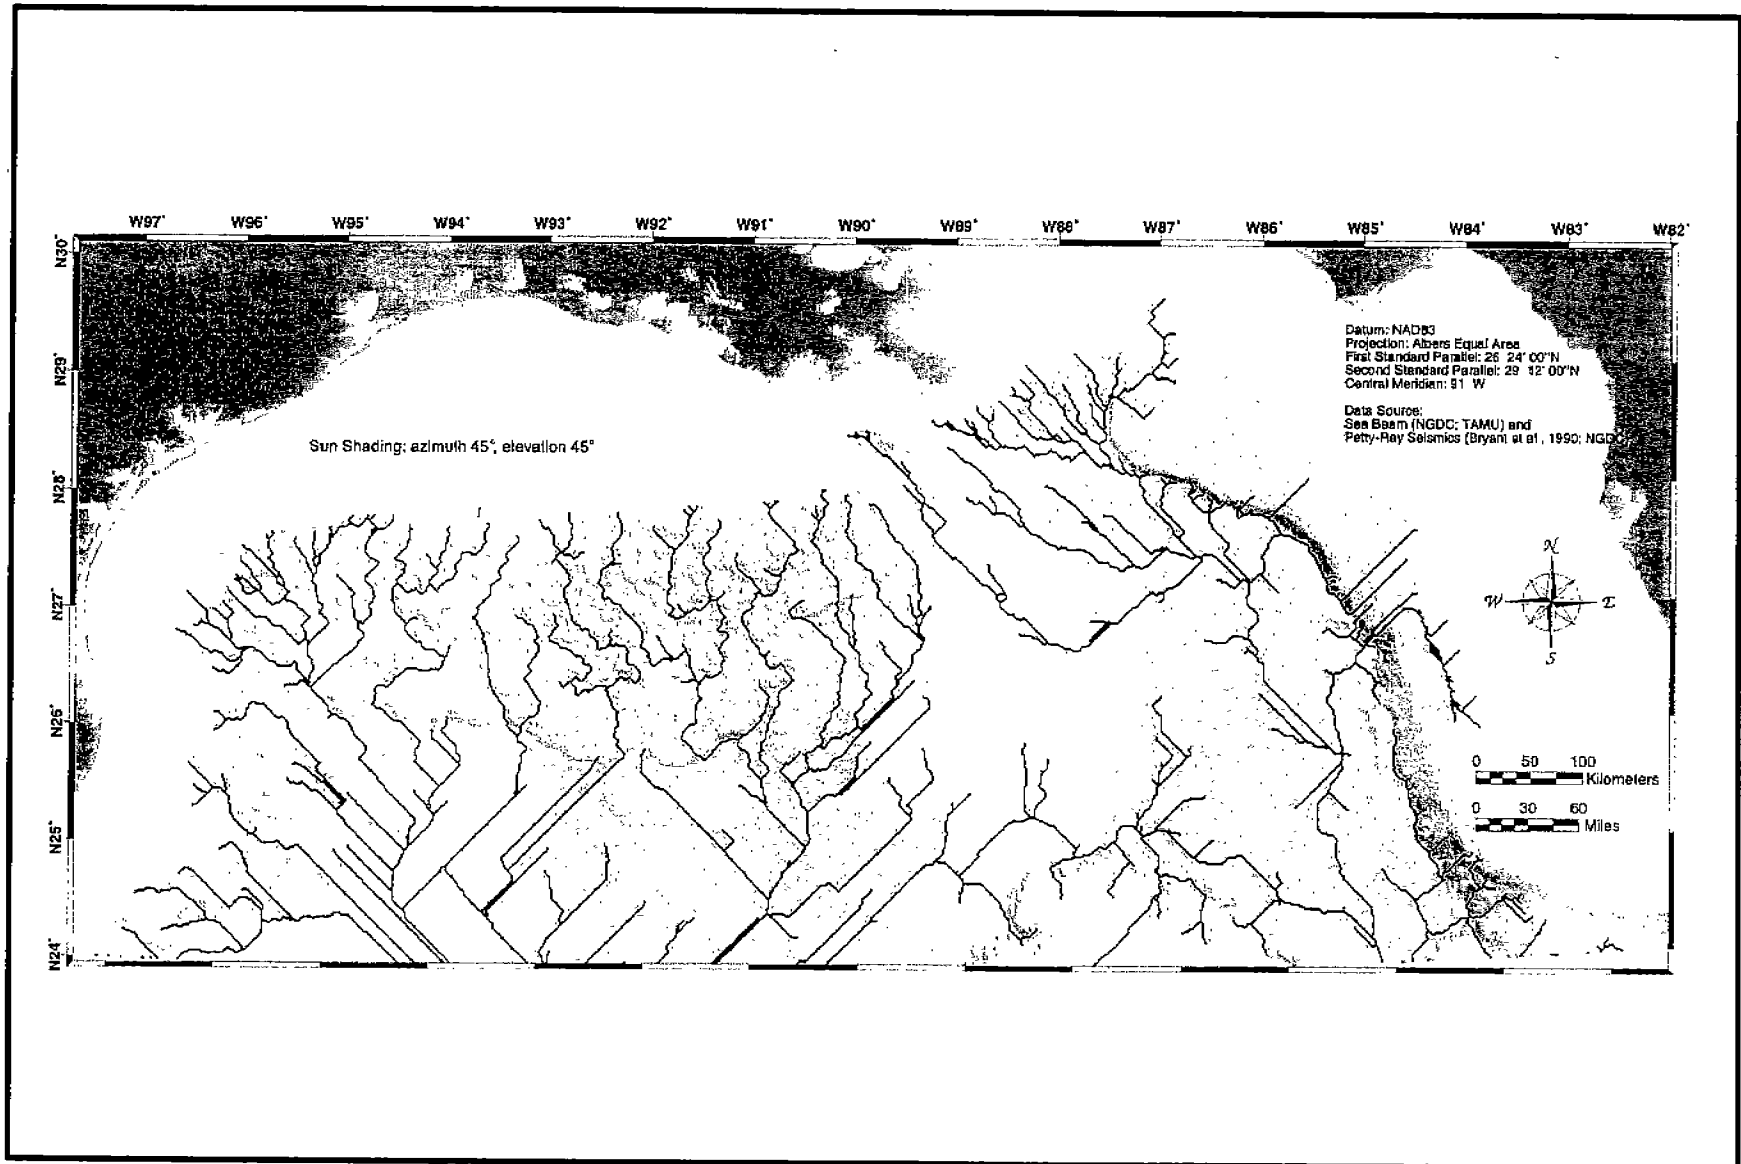 W97° W96° W95° W94° W93° W92° W91° W90° W89° W88° W87° W86° W85° W84° W83° W82°
N30°
N29°
N28°
N27°
N26°
N25°
N24°
Datum: NAD83
Projection: Albers Equal Area
First Standard Parallel: 26 24' 00"N
Second Standard Parallel: 29 12' 00"N
Central Meridian: 91 W
Data Source:
Sea Beam (NGDC; TAMU) and
Petty-Ray Seismics (Bryant et al , 1990; NGDC)
Sun Shading: azimuth 45°, elevation 45°
N
W E
S
0 50 100
Kilometers
0 30 60
Miles